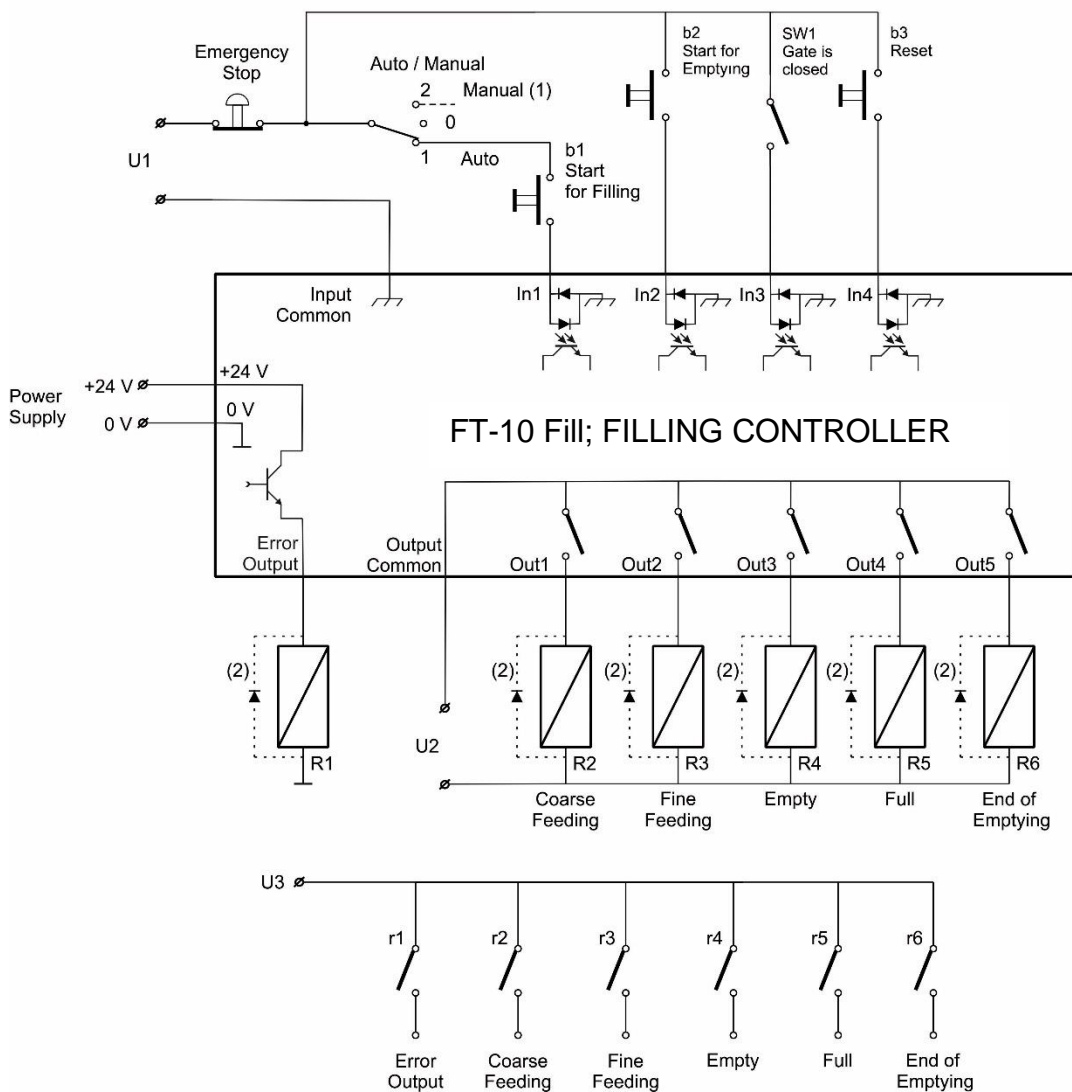 Emergency
Stop
Auto / Manual
2
Manual (1)
0
1
Auto
U1
b1
Start
for Filling
b2
Start for
Emptying
SW1
Gate is
closed
b3
Reset
Input
Common
In1
In2
In3
In4
Power
Supply
+24 V
0 V
+24 V
0 V
FT-10 Fill; FILLING CONTROLLER
Error
Output
Output
Common
Out1
Out2
Out3
Out4
Out5
(2)
(2)
(2)
(2)
(2)
(2)
U2
R1
R2
R3
R4
R5
R6
Coarse
Feeding
Fine
Feeding
Empty
Full
End of
Emptying
U3
r1
r2
r3
r4
r5
r6
Error
Output
Coarse
Feeding
Fine
Feeding
Empty
Full
End of
Emptying